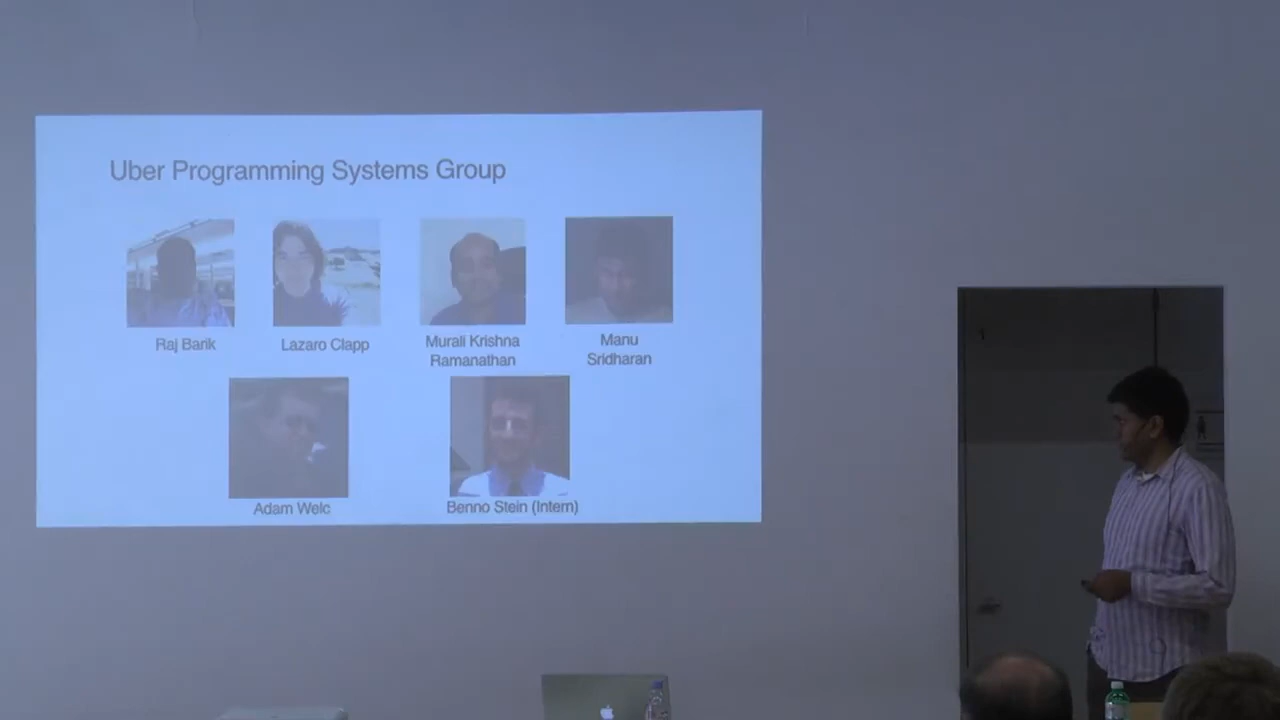 Uber Programming Systems Group
Raj Barik
Lazaro Clapp
Murali Krishna
Ramanathan
Manu
Sridharan
Adam Welc
Benno Stein (Intern)